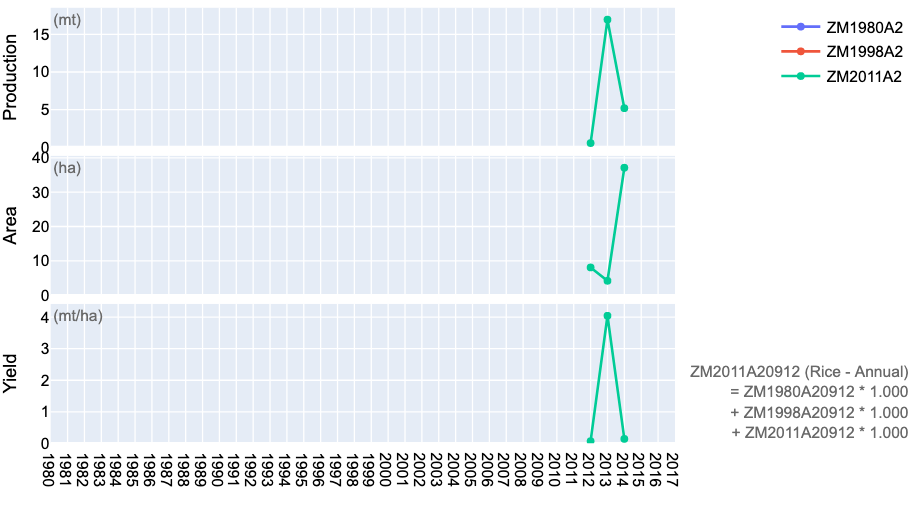 (mt)
Production
15
10
5
0
(ha)
Area
40
30
20
10
0
(mt/ha)
Yield
4
3
2
1
0
1980 1981 1982 1983 1984 1985 1986 1987 1988 1989 1990 1991 1992 1993 1994 1995 1996 1997 1998 1999 2000 2001 2002 2003 2004 2005 2006 2007 2008 2009 2010 2011 2012 2013 2014 2015 2016 2017
ZM1980A2
ZM1998A2
ZM2011A2
ZM2011A20912 (Rice - Annual)
= ZM1980A20912 * 1.000
+ ZM1998A20912 * 1.000
+ ZM2011A20912 * 1.000